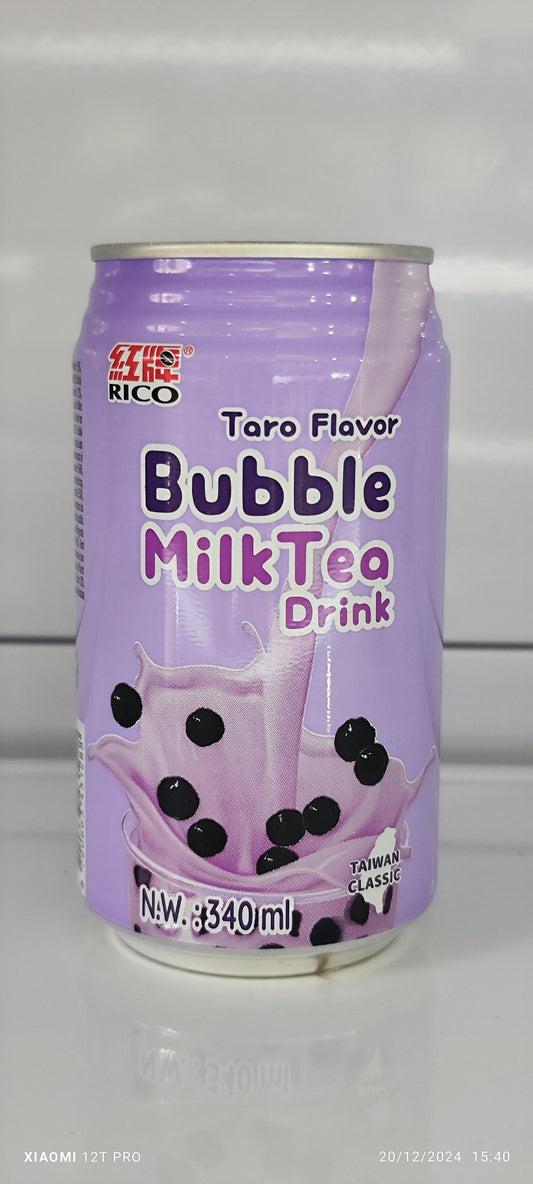 紅牌®
RICO
Taro Flavor
Bubble
MilkTea
Drink
TAIWAN
CLASSIC
N.W. :340ml
XIAOMI 12T PRO
20/12/2024 15:40